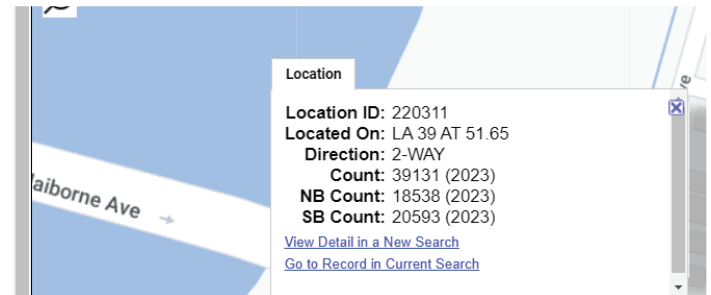 Location
Location ID: 220311
Located On: LA 39 AT 51.65
Direction: 2-WAY
Count: 39131 (2023)
NB Count: 18538 (2023)
SB Count: 20593 (2023)
View Detail in a New Search
Go to Record in Current Search
laiborne Ave
ve